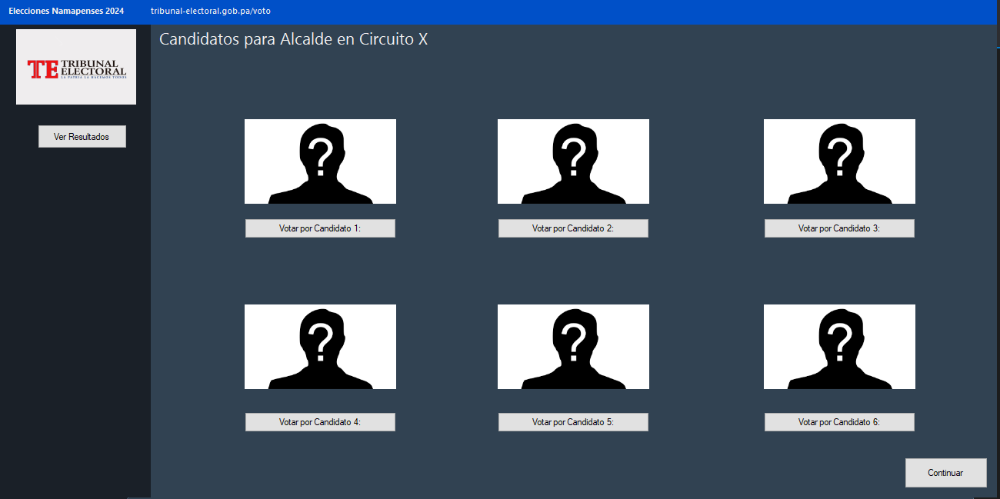 Elecciones Namapenses 2024
tribunal-electoral.gob.pa/voto
TE TRIBUNAL
ELECTORAL
LA PATRIA LA HACEMOS TODOS
Ver Resultados
Candidatos para Alcalde en Circuito X
?
?
?
Votar por Candidato 1:
Votar por Candidato 2:
Votar por Candidato 3:
?
?
?
Votar por Candidato 4:
Votar por Candidato 5:
Votar por Candidato 6:
Continuar